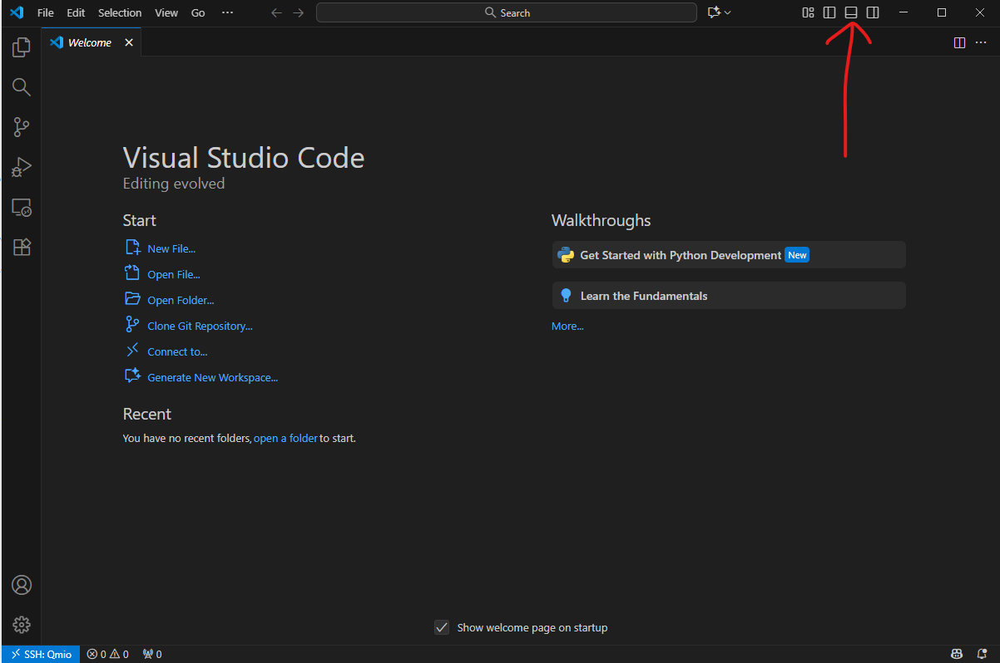 File Edit Selection View Go ··· Search
Welcome
Visual Studio Code
Editing evolved
Start
New File...
Open File...
Open Folder...
Clone Git Repository...
Connect to...
Generate New Workspace...
Recent
You have no recent folders, open a folder to start.
Walkthroughs
Get Started with Python Development New
Learn the Fundamentals
More...
Show welcome page on startup
SSH: Qmio 0 0 0